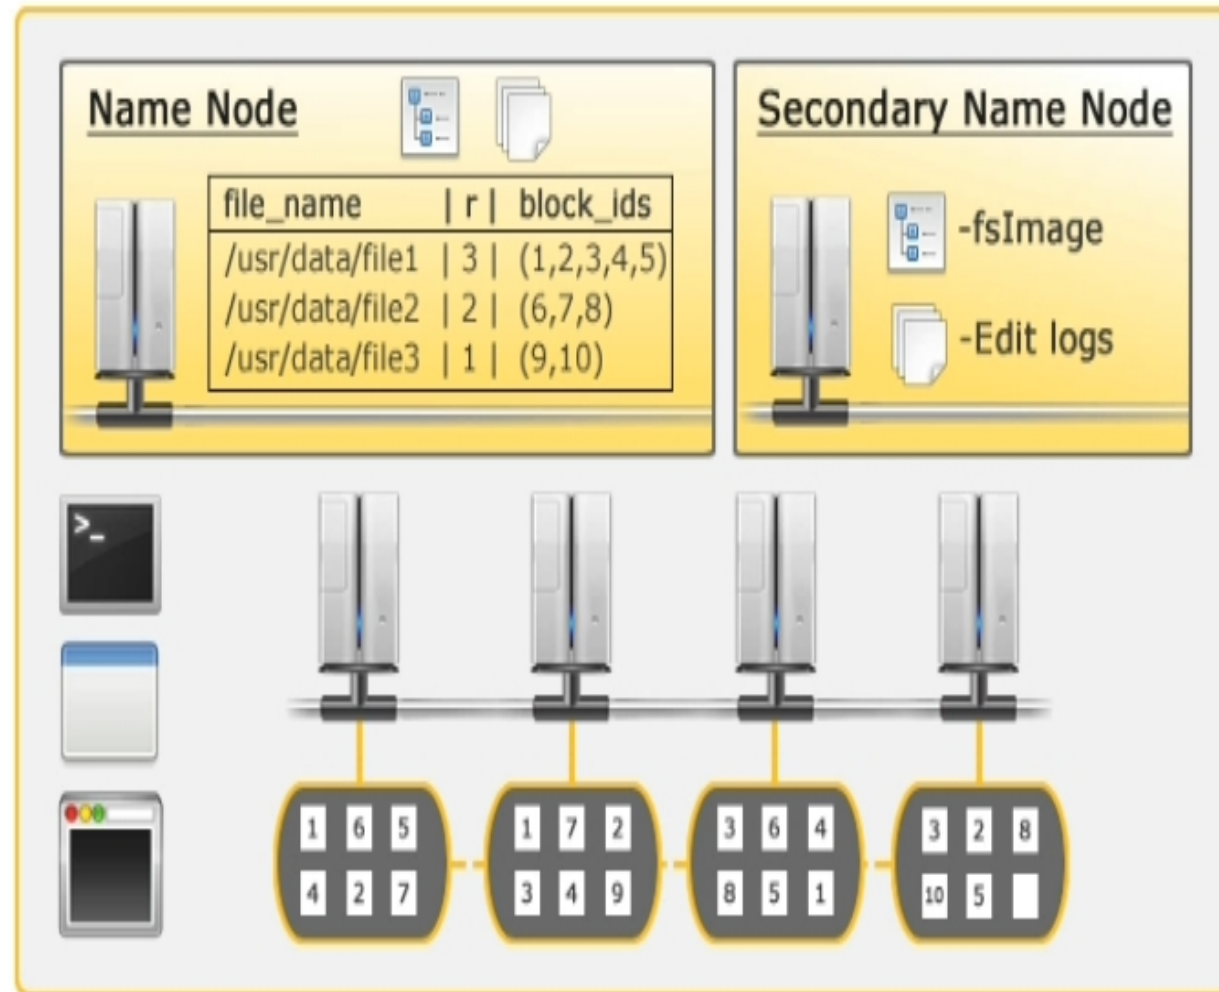 Name Node
file_name | r | block_ids
/usr/data/file1 | 3 | (1,2,3,4,5)
/usr/data/file2 | 2 | (6,7,8)
/usr/data/file3 | 1 | (9,10)
Secondary Name Node
-fsImage
-Edit logs
>_
1 6 5
4 2 7
1 7 2
3 4 9
3 6 4
8 5 1
3 2 8
10 5